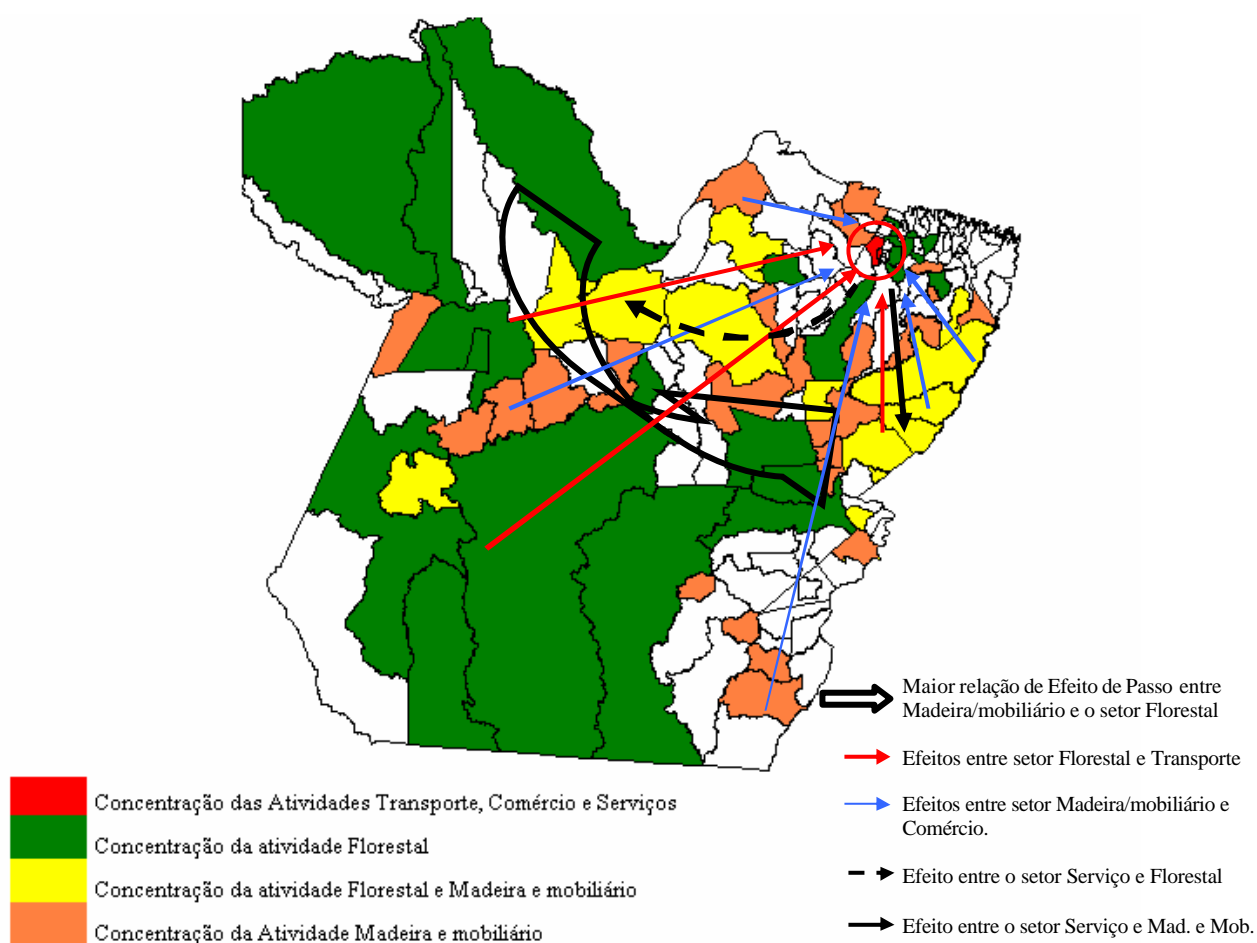 Maior relação de Efeito de Passo entre
Madeira/mobiliário e o setor Florestal
Efeitos entre setor Florestal e Transporte
Efeitos entre setor Madeira/mobiliário e
Comércio.
Efeito entre o setor Serviço e Florestal
Efeito entre o setor Serviço e Mad. e Mob.
Concentração das Atividades Transporte, Comércio e Serviços
Concentração da atividade Florestal
Concentração da atividade Florestal e Madeira e mobiliário
Concentração da Atividade Madeira e mobiliário